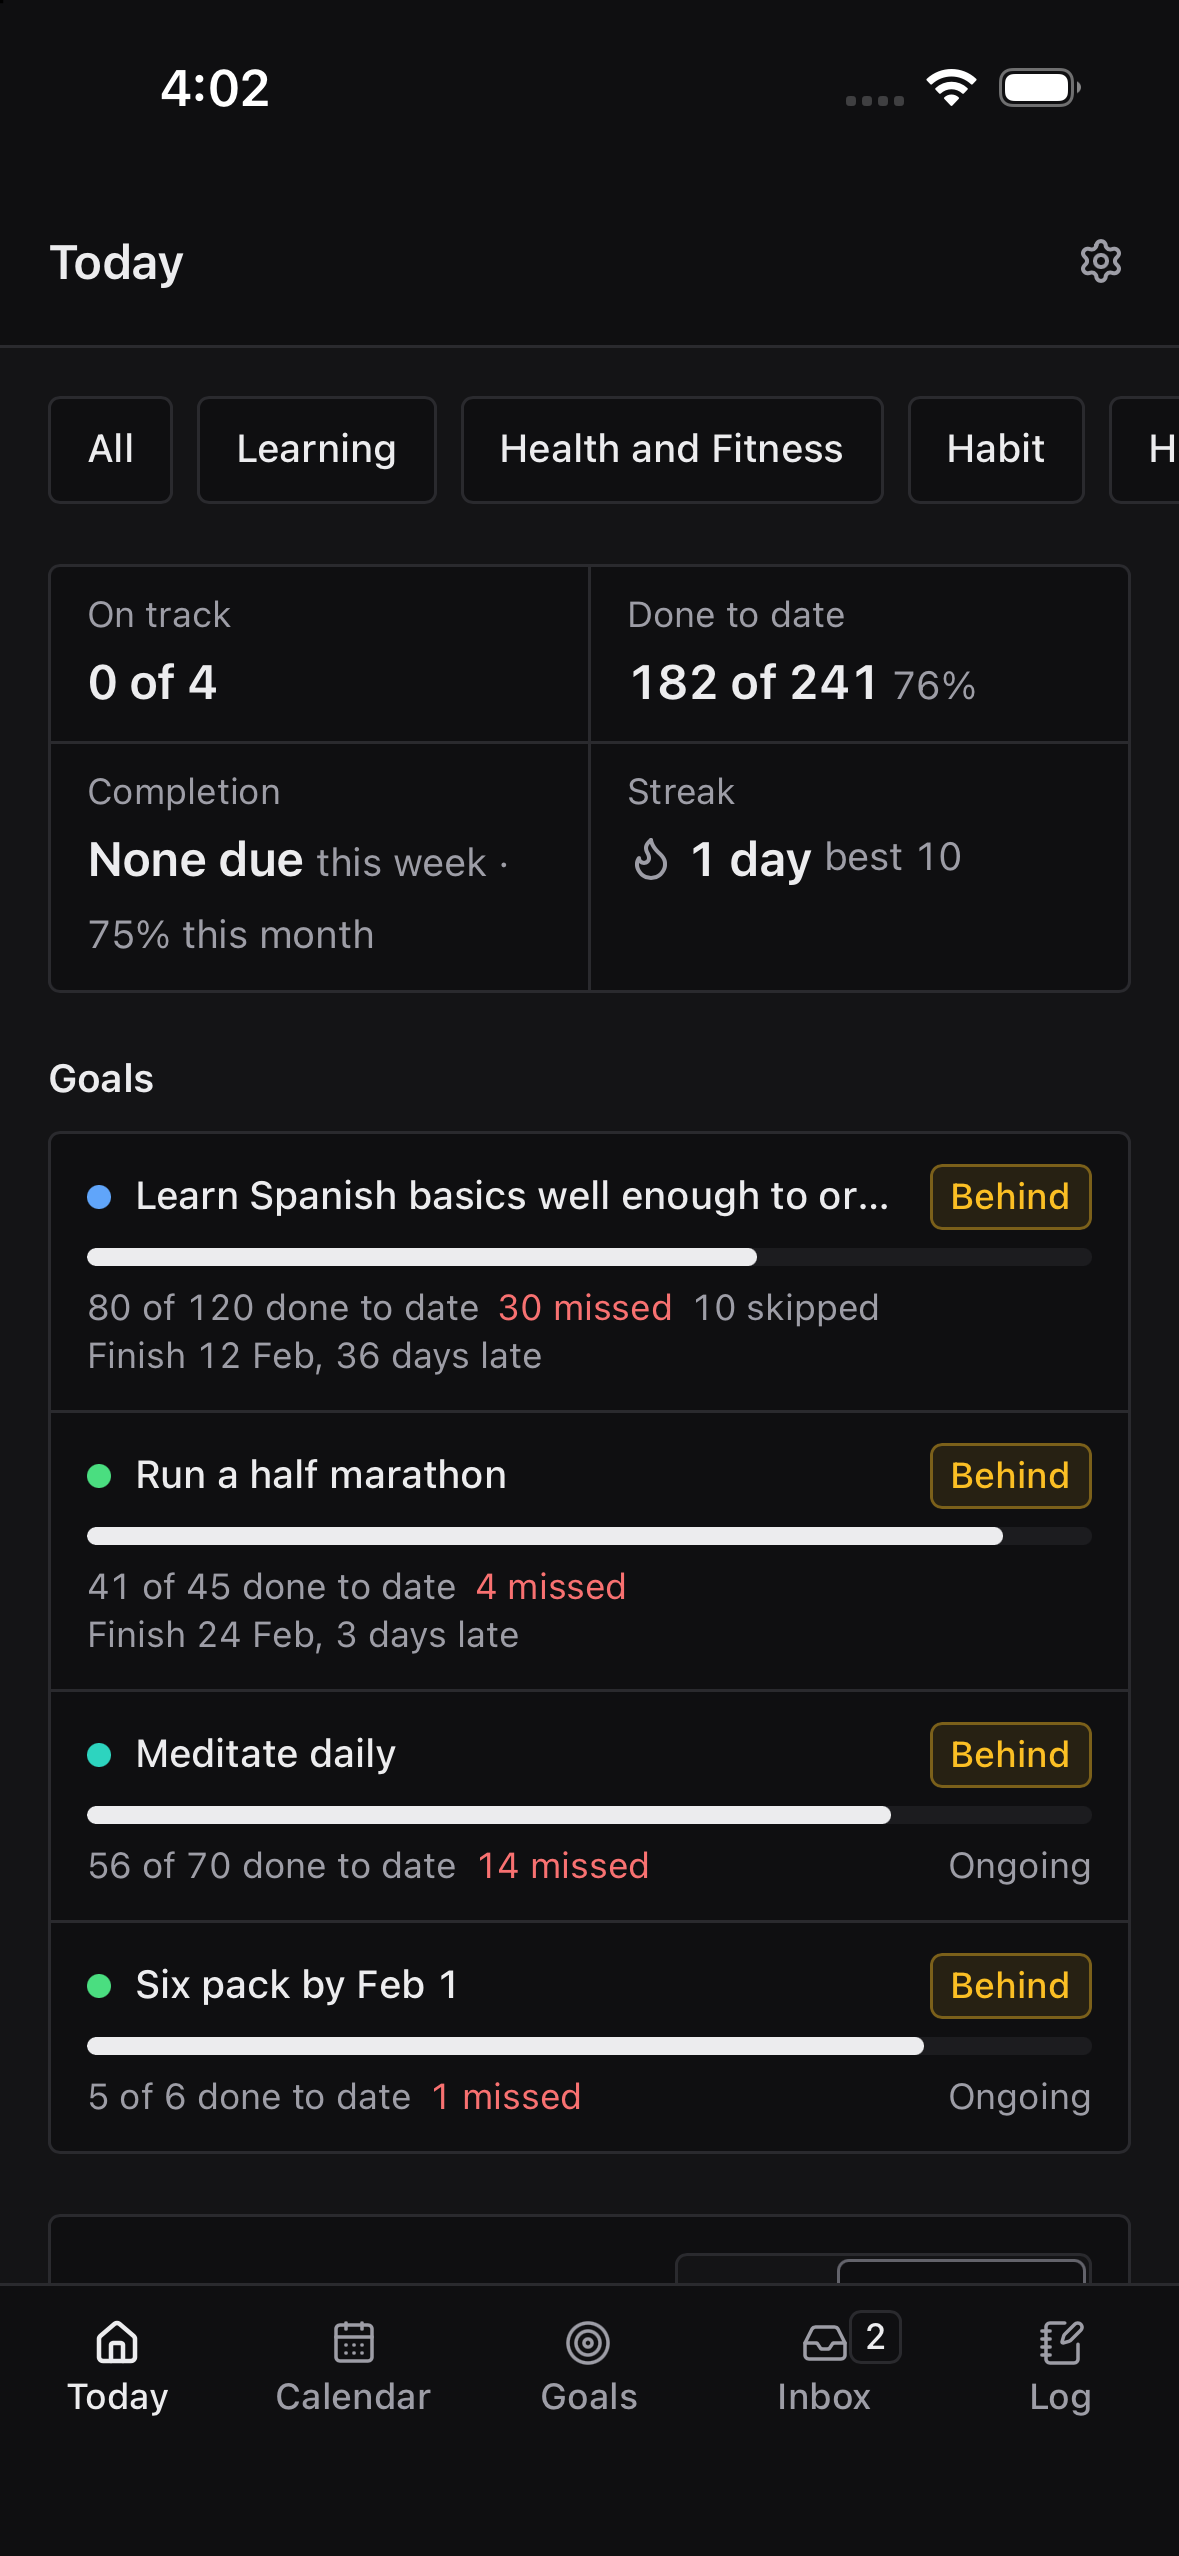 4:02
Today
All
Learning
Health and Fitness
Habit
H
On track
0 of 4
Done to date
182 of 241 76%
Completion
None due this week ·
75% this month
Streak
1 day best 10
Goals
Learn Spanish basics well enough to or...
Behind
80 of 120 done to date 30 missed 10 skipped
Finish 12 Feb, 36 days late
Run a half marathon
Behind
41 of 45 done to date 4 missed
Finish 24 Feb, 3 days late
Meditate daily
Behind
56 of 70 done to date 14 missed
Ongoing
Six pack by Feb 1
Behind
5 of 6 done to date 1 missed
Ongoing
2
Today
Calendar
Goals
Inbox
Log